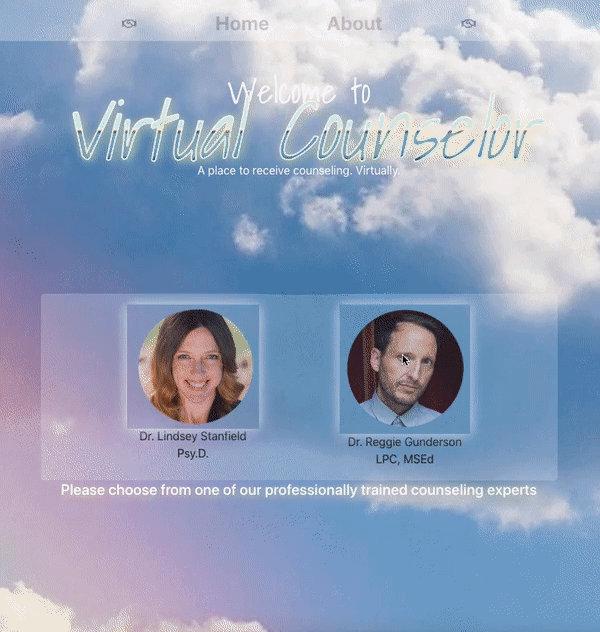 Home About
Welcome to
Virtual Counselor
A place to receive counseling. Virtually.
Dr. Lindsey Stanfield
Psy.D.
Dr. Reggie Gunderson
LPC, MSEd
Please choose from one of our professionally trained counseling experts